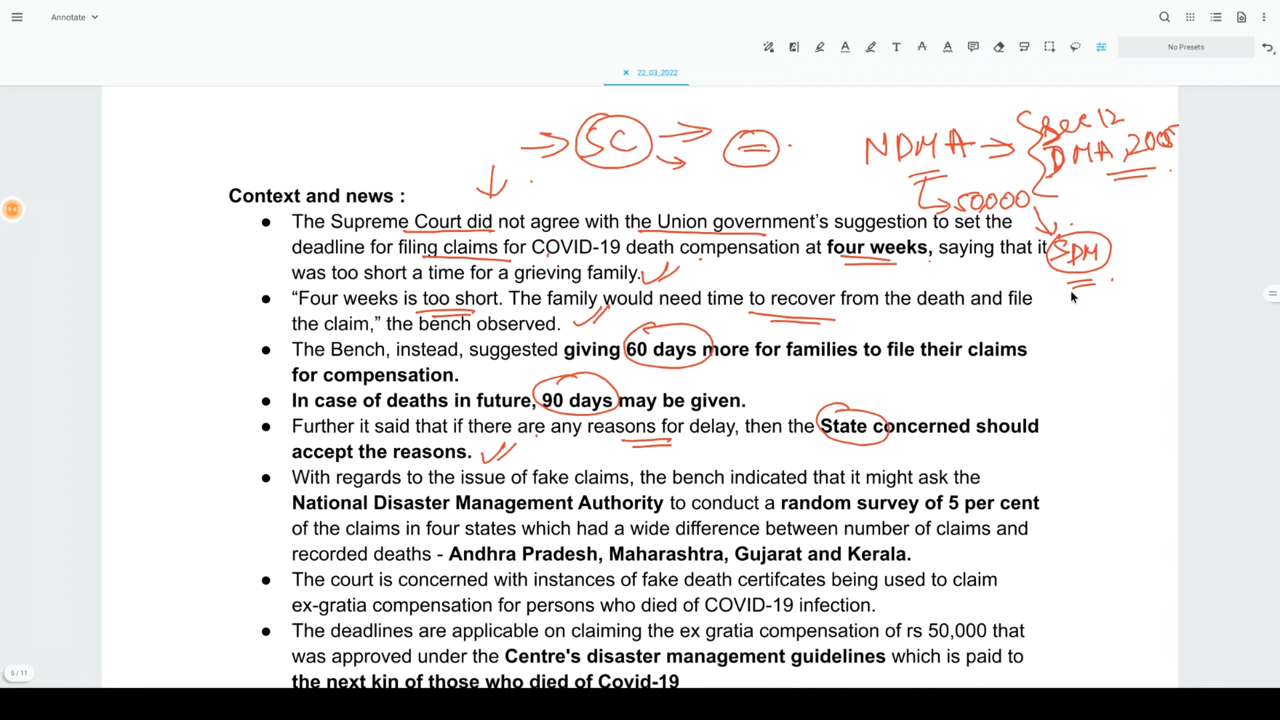 Annotate
No Presets
× 22_03_2022
SC
=
NDMA → Sec 12
DMA, 2005
50,000
SDM
9:43
Context and news :
● The Supreme Court did not agree with the Union government's suggestion to set the
deadline for filing claims for COVID-19 death compensation at four weeks, saying that it
was too short a time for a grieving family.
● “Four weeks is too short. The family would need time to recover from the death and file
the claim,” the bench observed.
● The Bench, instead, suggested giving 60 days more for families to file their claims
for compensation.
● In case of deaths in future, 90 days may be given.
● Further it said that if there are any reasons for delay, then the State concerned should
accept the reasons.
● With regards to the issue of fake claims, the bench indicated that it might ask the
National Disaster Management Authority to conduct a random survey of 5 per cent
of the claims in four states which had a wide difference between number of claims and
recorded deaths - Andhra Pradesh, Maharashtra, Gujarat and Kerala.
● The court is concerned with instances of fake death certifcates being used to claim
ex-gratia compensation for persons who died of COVID-19 infection.
● The deadlines are applicable on claiming the ex gratia compensation of rs 50,000 that
was approved under the Centre's disaster management guidelines which is paid to
the next kin of those who died of Covid-19
5 / 11